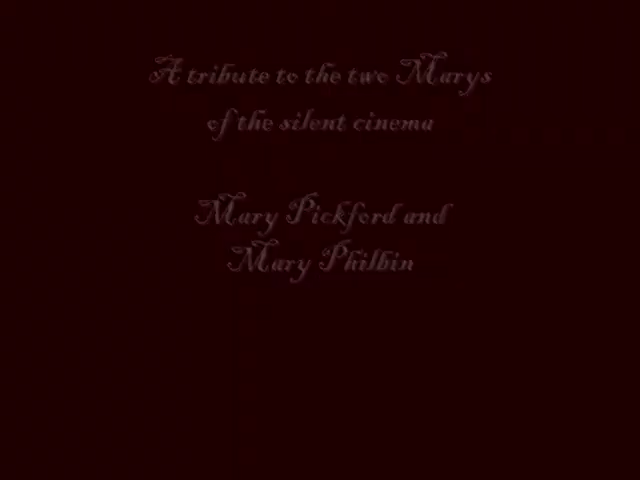 A tribute to the two Marys
of the silent cinema
Mary Pickford and
Mary Philbin